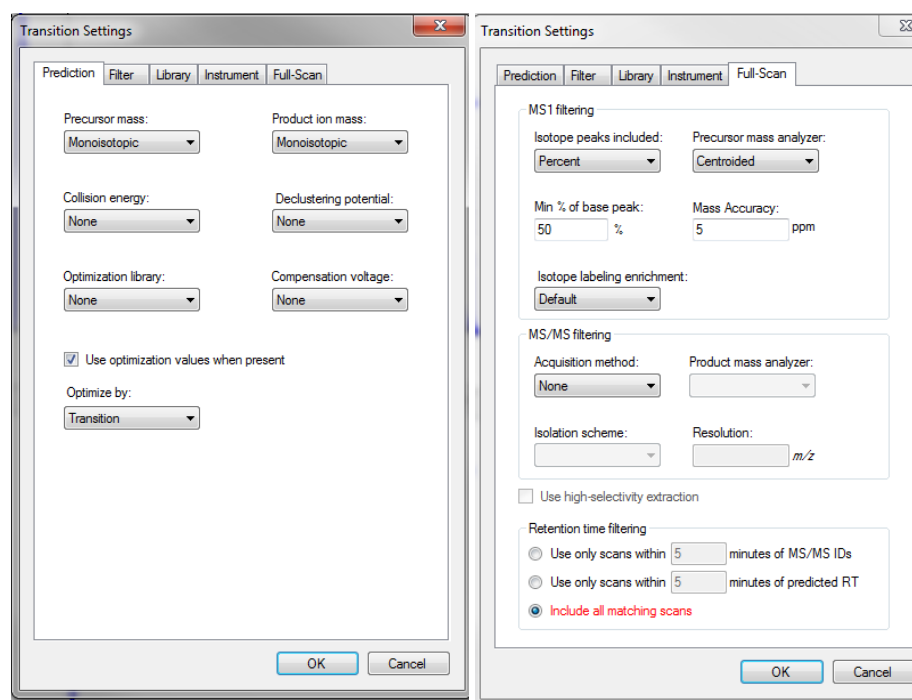 Transition Settings
Prediction Filter Library Instrument Full-Scan
Precursor mass: Product ion mass:
Monoisotopic Monoisotopic
Collision energy: Declustering potential:
None None
Optimization library: Compensation voltage:
None None
Use optimization values when present
Optimize by:
Transition
OK Cancel
Transition Settings
Prediction Filter Library Instrument Full-Scan
MS1 filtering
Isotope peaks included: Precursor mass analyzer:
Percent Centroided
Min % of base peak: Mass Accuracy:
50 % 5 ppm
Isotope labeling enrichment:
Default
MS/MS filtering
Acquisition method: Product mass analyzer:
None
Isolation scheme: Resolution:
m/z
Use high-selectivity extraction
Retention time filtering
Use only scans within 5 minutes of MS/MS IDs
Use only scans within 5 minutes of predicted RT
Include all matching scans
OK Cancel